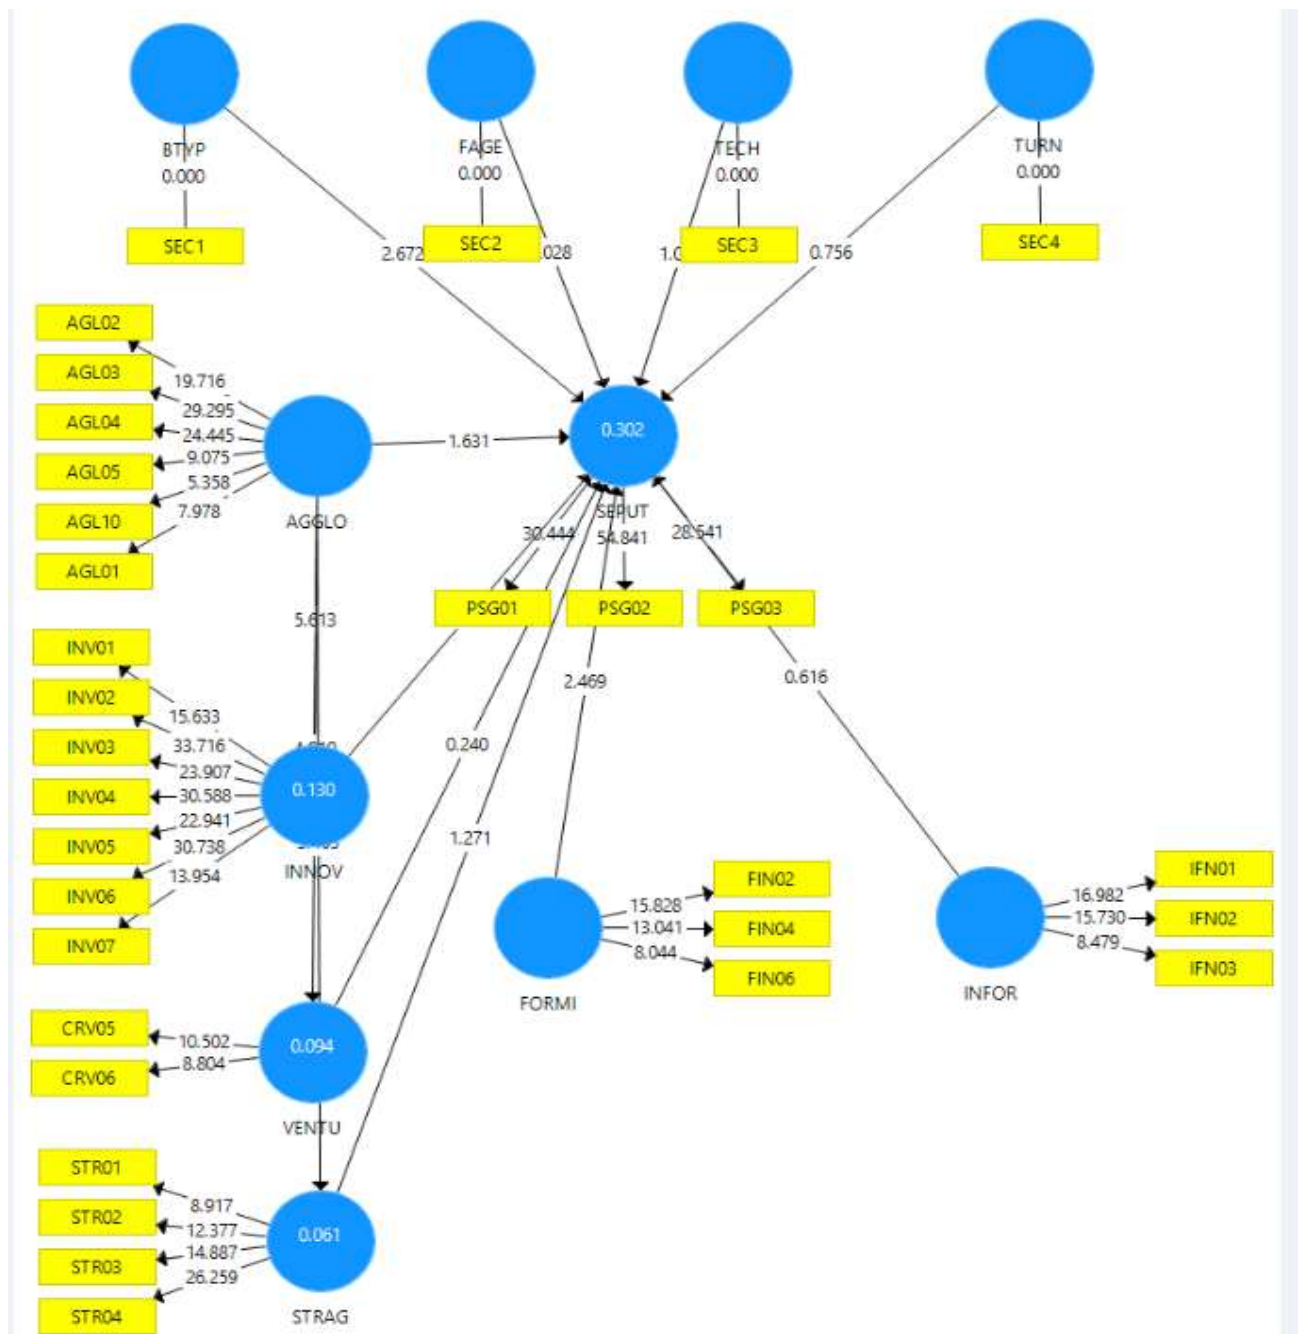 BTYP
0.000
SEC1
FAGE
0.000
SEC2
TECH
0.000
SEC3
TURN
0.000
SEC4
2.672
028
0.756
AGL02
AGL03
AGL04
AGL05
AGL10
AGL01
19.716
29.295
24.445
9.075
5.358
7.978
AGGLO
1.631
0.302
SEPUT
30.444
54.841
28.541
PSG01
PSG02
PSG03
5.613
INV01
INV02
INV03
INV04
INV05
INV06
INV07
15.633
33.716
23.907
30.588
22.941
30.738
13.954
0.130
INNOV
2.469
0.616
0.240
1.271
FORMI
15.828
13.041
8.044
FIN02
FIN04
FIN06
INFOR
16.982
15.730
8.479
IFN01
IFN02
IFN03
CRV05
CRV06
10.502
8.804
0.094
VENTU
STR01
STR02
STR03
STR04
8.917
12.377
14.887
26.259
0.061
STRAG